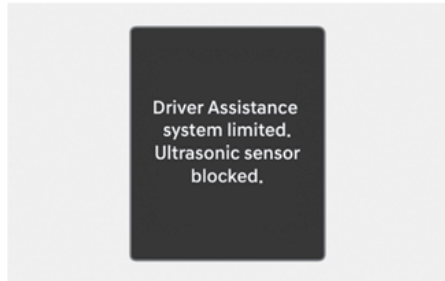 Driver Assistance
system limited.
Ultrasonic sensor
blocked.